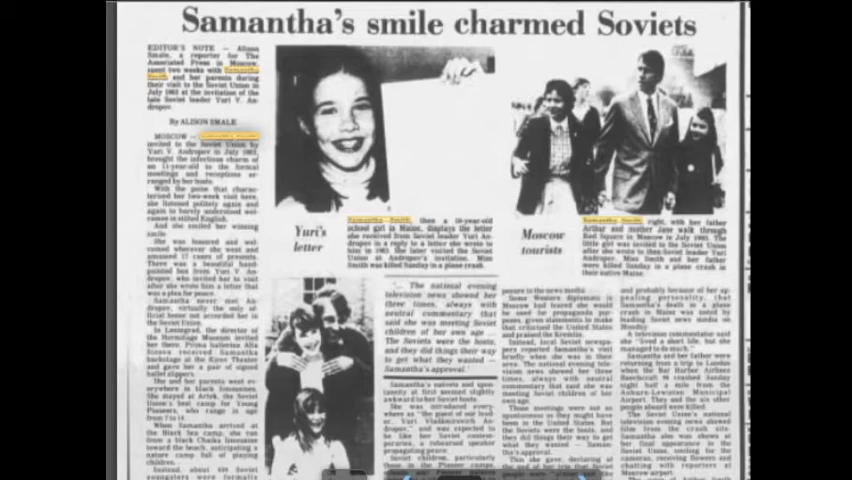 Samantha's smile charmed Soviets
EDITOR'S NOTE — Alison
Smale, a reporter for The
Associated Press in Moscow,
spent two weeks with Samantha
Smith and her parents during
their visit to the Soviet Union in
July 1983 at the invitation of the
late Soviet leader Yuri V. An-
dropov.
By ALISON SMALE
MOSCOW —
invited to the Soviet Union by
Yuri V. Andropov in July 1983,
brought the infectious charm of
an 11-year-old to the formal
meetings and receptions ar-
ranged by her hosts.
With the poise that charac-
terized her two-week visit here,
she listened politely again and
again to barely understood wel-
comes in stilted English.
And she smiled her winning
smile.
She was honored and wel-
comed wherever she went and
amassed 17 cases of presents.
There was a beautiful hand-
painted box from Yuri V. An-
dropov, who invited her to visit
after she wrote him a letter that
was a plea for peace.
Samantha never met An-
dropov, virtually the only of-
ficial honor not accorded her in
the Soviet Union.
In Leningrad, the director of
the Hermitage Museum invited
her there. Prima ballerina Alla
Sizova received Samantha
backstage at the Kirov Theater
and gave her a pair of signed
ballet slippers.
She and her parents went ev-
erywhere in black limousines.
She stayed at Artek, the Soviet
Union's best camp for Young
Pioneers, who range in age
from 7 to 14.
When Samantha arrived at
the Black Sea camp, she ran
from a black Chaika limousine
toward the beach, anticipating a
nature camp full of playing
children.
Instead, about
youngsters were formally
Yuri's
letter
Samantha Smith, then a 10-year-old
school girl in Maine, displays the letter
she received from Soviet leader Yuri An-
dropov in a reply to a letter she wrote to
him in 1983. She later visited the Soviet
Union at Andropov's invitation. Miss
Smith was killed Sunday in a plane crash.
Moscow
tourists
Samantha Smith, right, with her father
Arthur and mother Jane walk through
Red Square in Moscow in July 1983. The
little girl was invited to the Soviet Union
after she wrote to then-Soviet leader Yuri
Andropov. Miss Smith and her father
were killed Sunday in a plane crash in
their native Maine.
'... The national evening
television news showed her
three times, always with
neutral commentary that
said she was meeting Soviet
children of her own age ...
The Soviets were the hosts,
and they did things their way
to get what they wanted —
Samantha's approval.'
Samantha's naivete and spon-
taneity at first seemed slightly
awkward to her Soviet hosts.
She was introduced every-
where as "the guest of our lead-
er, Yuri Vladimirovich An-
dropov," and was expected to
be like her Soviet contem-
poraries, a rehearsed speaker
propagating peace.
Soviet children, particularly
those in the Pioneer camps,
pears in the news media.
Some Western diplomats in
Moscow had feared she would
be used for propaganda pur-
poses, given statements to make
that criticized the United States
and praised the Kremlin.
Instead, local Soviet newspa-
pers reported Samantha's visit
briefly when she was in their
area. The national evening tele-
vision news showed her three
times, always with neutral com-
mentary that said she was
meeting Soviet children of her
own age.
Those meetings were not as
spontaneous as they might have
been in the United States. But
the Soviets were the hosts, and
they did things their way to get
what they wanted — Saman-
tha's approval.
This she gave, declaring at
the end of her trip that Soviet
and probably because of her ap-
pealing personality, that
Samantha's death in a plane
crash in Maine was noted by
leading Soviet news media on
Monday.
A television commentator said
she "lived a short life, but she
managed to do much."
Samantha and her father were
returning from a trip to London
when the Bar Harbor Airlines
Beechcraft 99 crashed Sunday
night half a mile from the
Auburn-Lewiston Municipal
Airport. They and the six other
people aboard were killed.
The Soviet Union's national
television evening news showed
film from the crash site.
Samantha also was shown at
her final appearance in the
Soviet Union, smiling for the
cameras, receiving flowers and
chatting with reporters at
Moscow airport.